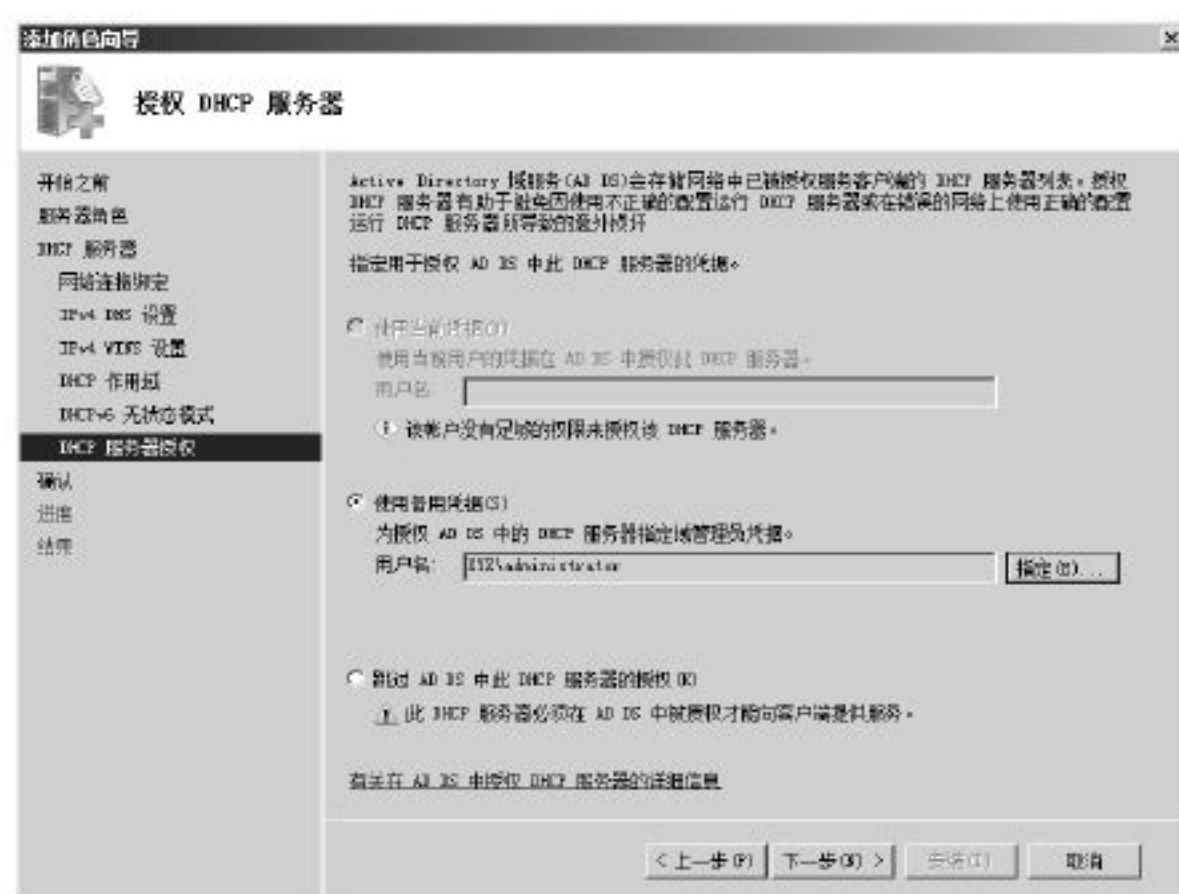 添加角色向导
授权 DHCP 服务器
开始之前
服务器角色
DHCP 服务器
网络连接绑定
IPv4 DNS 设置
IPv4 WINS 设置
DHCP 作用域
DHCPv6 无状态模式
DHCP 服务器授权
确认
进度
结果
Active Directory 域服务(AD DS)会存储网络中已被授权服务客户端的 DHCP 服务器列表。授权
DHCP 服务器有助于避免因使用不正确的配置运行 DHCP 服务器或在错误的网络上使用正确的配置
运行 DHCP 服务器所导致的意外损坏
指定用于授权 AD DS 中此 DHCP 服务器的凭据。
使用当前凭据(U)
使用当前用户的凭据在 AD DS 中授权此 DHCP 服务器。
用户名
该帐户没有足够的权限来授权该 DHCP 服务器。
使用备用凭据(S)
为授权 AD DS 中的 DHCP 服务器指定域管理员凭据。
用户名: XYZ\administrator 指定(E)...
跳过 AD DS 中此 DHCP 服务器的授权(K)
此 DHCP 服务器必须在 AD DS 中被授权才能向客户端提供服务。
有关在 AD DS 中授权 DHCP 服务器的详细信息
< 上一步(P) 下一步(N) > 安装(I) 取消